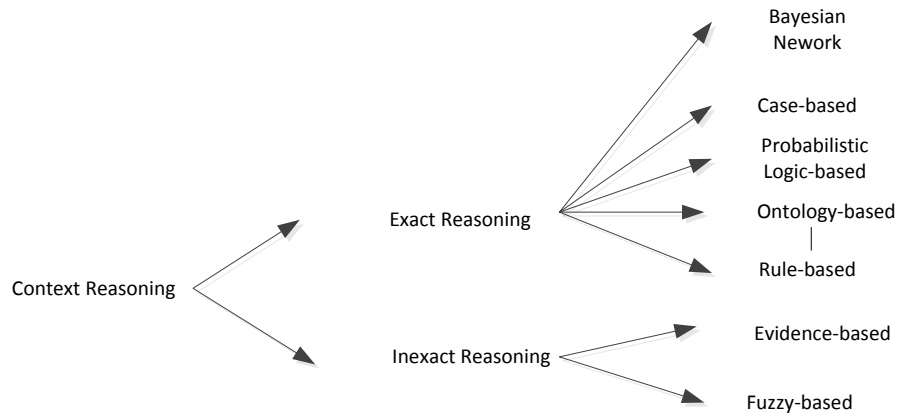 Bayesian
Nework
Case-based
Probabilistic
Logic-based
Exact Reasoning
Ontology-based
Context Reasoning
Rule-based
Inexact Reasoning
Evidence-based
Fuzzy-based